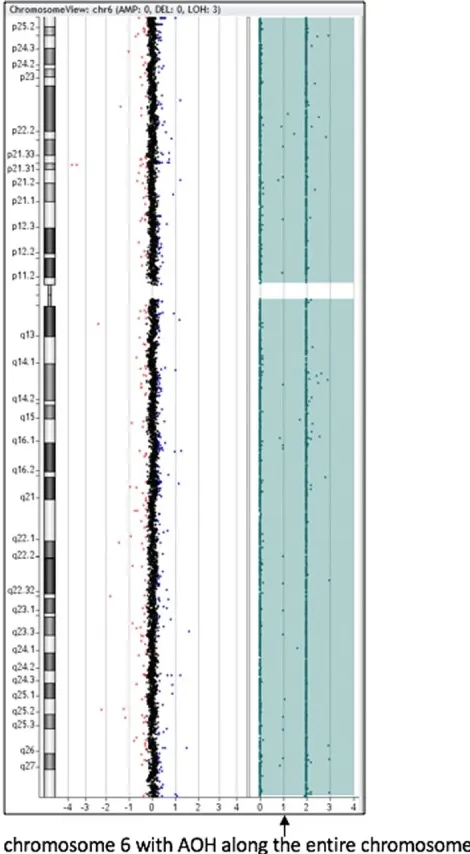 ChromosomeView: chr6 (AMP: 0, DEL: 0, LOH: 3)
p25.2
p24.3
p24.2
p23
p22.2
p21.33
p21.31
p21.2
p21.1
p12.3
p12.2
p11.2
q13
q14.1
q14.2
q15
q16.1
q16.2
q21
q22.1
q22.2
q22.32
q23.1
q23.3
q24.1
q24.2
q24.3
q25.1
q25.2
q25.3
q26
q27
-4 -3 -2 -1 0 1 2 3 4 0 1 2 3 4
chromosome 6 with AOH along the entire chromosome